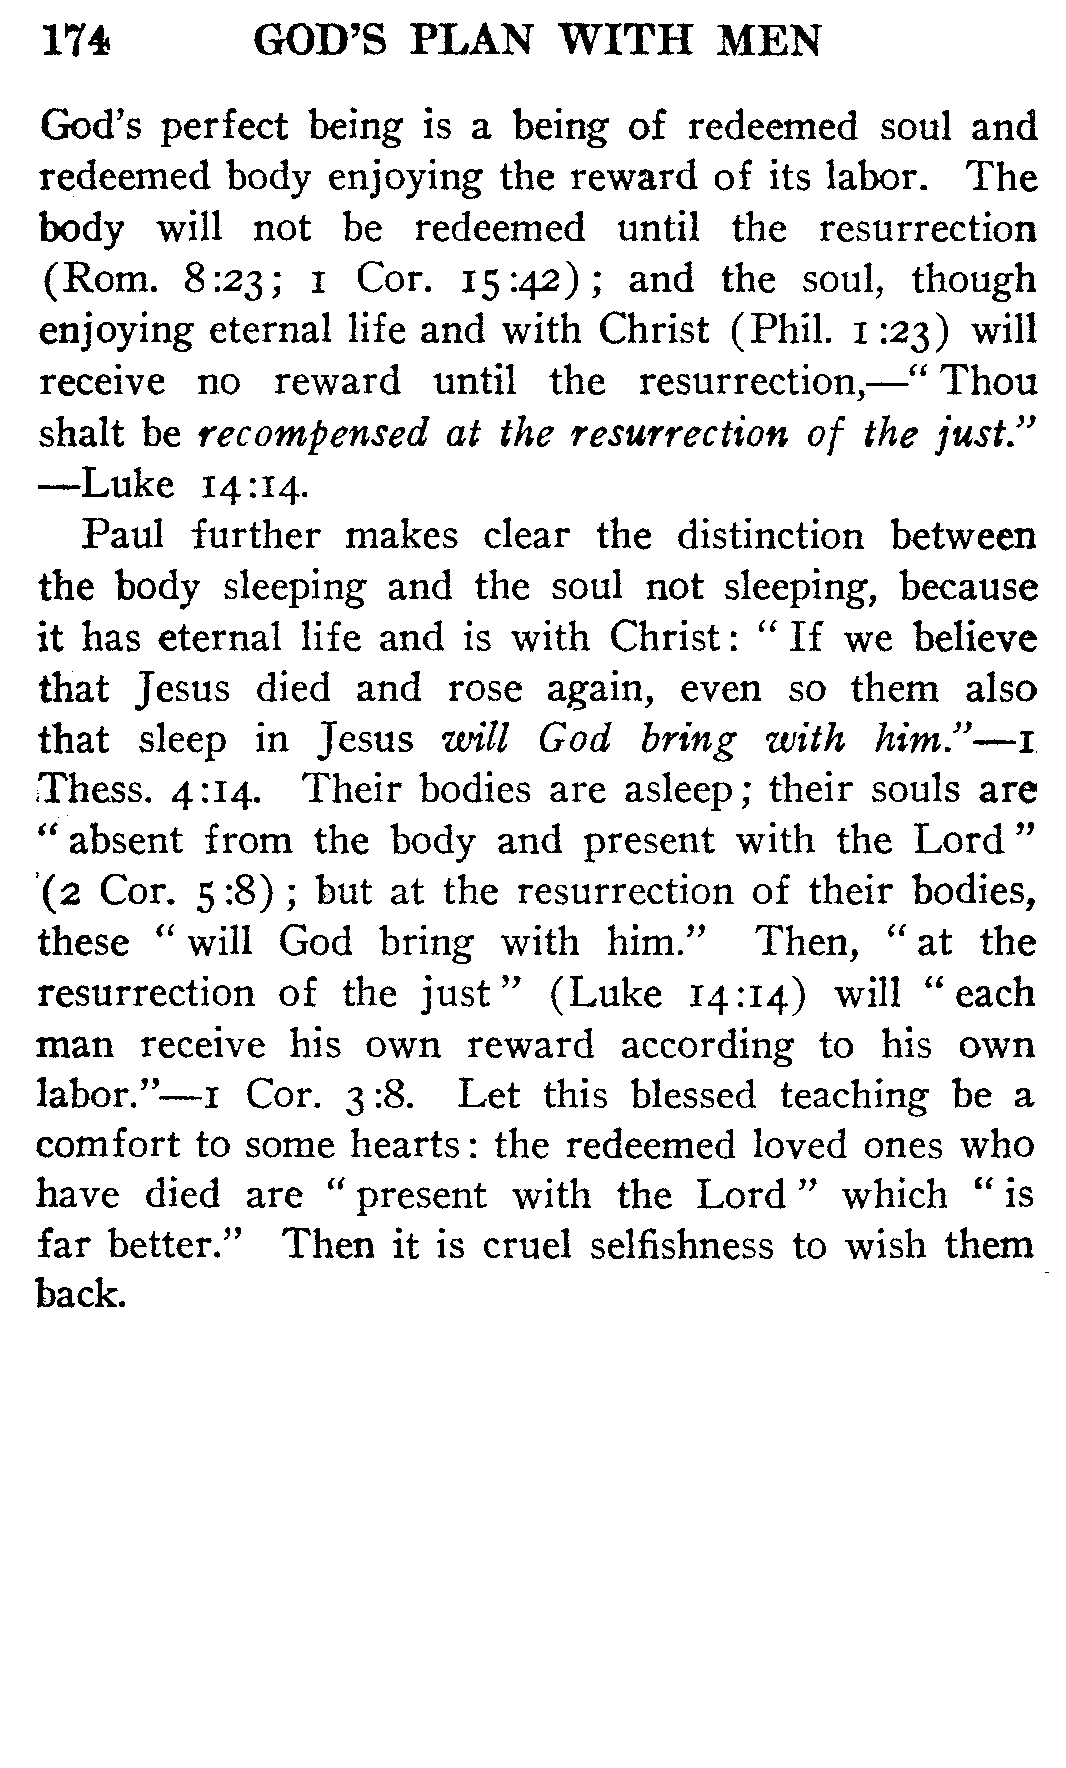 174 GOD'S PLAN WITH MEN
God's perfect being is a being of redeemed soul and
redeemed body enjoying the reward of its labor. The
body will not be redeemed until the resurrection
(Rom. 8:23; 1 Cor. 15:42); and the soul, though
enjoying eternal life and with Christ (Phil. 1:23) will
receive no reward until the resurrection,—“Thou
shalt be recompensed at the resurrection of the just.”
—Luke 14:14.
Paul further makes clear the distinction between
the body sleeping and the soul not sleeping, because
it has eternal life and is with Christ: “If we believe
that Jesus died and rose again, even so them also
that sleep in Jesus will God bring with him.”—1
Thess. 4:14. Their bodies are asleep; their souls are
“absent from the body and present with the Lord”
(2 Cor. 5:8); but at the resurrection of their bodies,
these “will God bring with him.” Then, “at the
resurrection of the just” (Luke 14:14) will “each
man receive his own reward according to his own
labor.”—1 Cor. 3:8. Let this blessed teaching be a
comfort to some hearts: the redeemed loved ones who
have died are “present with the Lord” which “is
far better.” Then it is cruel selfishness to wish them
back.